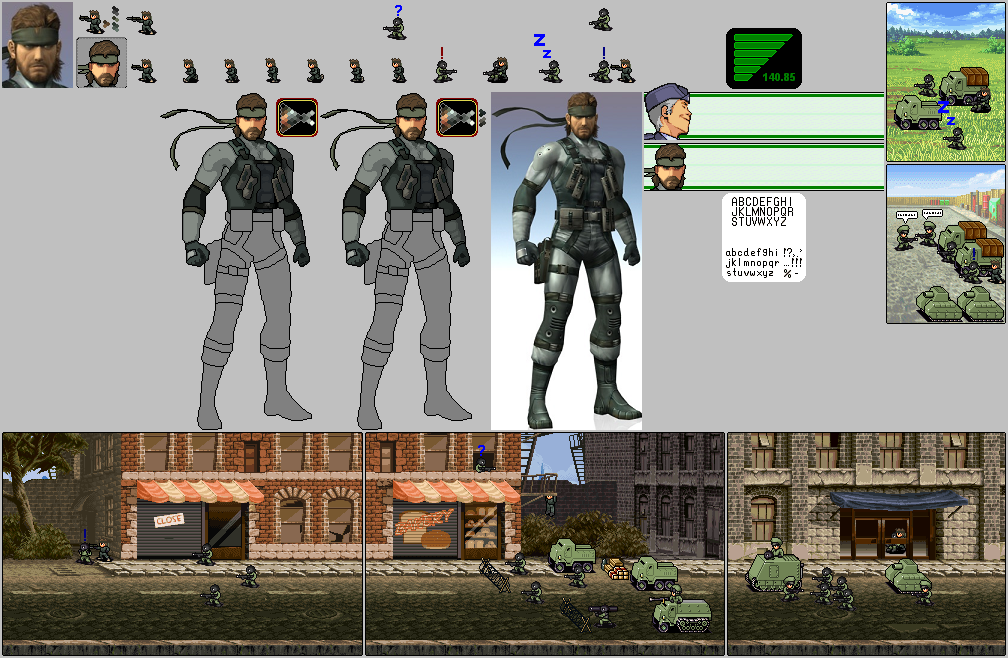 ?
!
Z
z
!
140.85
ABCDEFGHI
JKLMNOPQR
STUVWXYZ
abcdefghi !?,.'
jklmnopqr ...!!!
stuvwxyz % -
Z
z
!
?
CLOSE
!